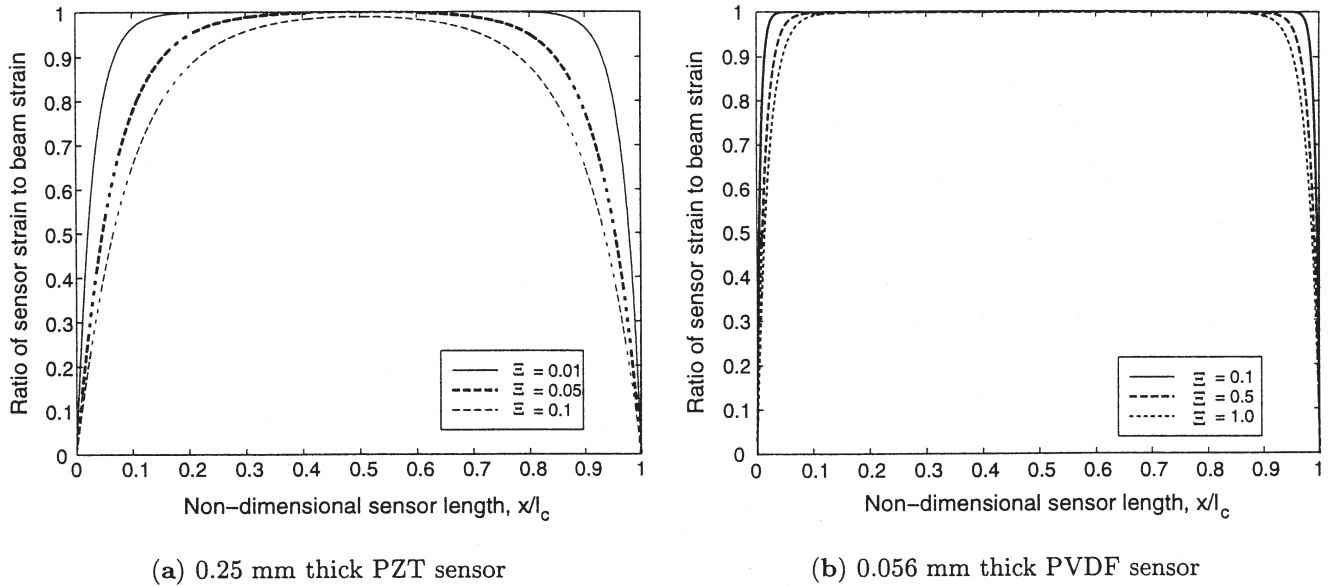 Ratio of sensor strain to beam strain
1
0.9
0.8
0.7
0.6
0.5
0.4
0.3
0.2
0.1
0
0 0.1 0.2 0.3 0.4 0.5 0.6 0.7 0.8 0.9 1
Ξ = 0.01
Ξ = 0.05
Ξ = 0.1
Non-dimensional sensor length, x/l_c
(a) 0.25 mm thick PZT sensor
Ratio of sensor strain to beam strain
1
0.9
0.8
0.7
0.6
0.5
0.4
0.3
0.2
0.1
0
0 0.1 0.2 0.3 0.4 0.5 0.6 0.7 0.8 0.9 1
Ξ = 0.1
Ξ = 0.5
Ξ = 1.0
Non-dimensional sensor length, x/l_c
(b) 0.056 mm thick PVDF sensor